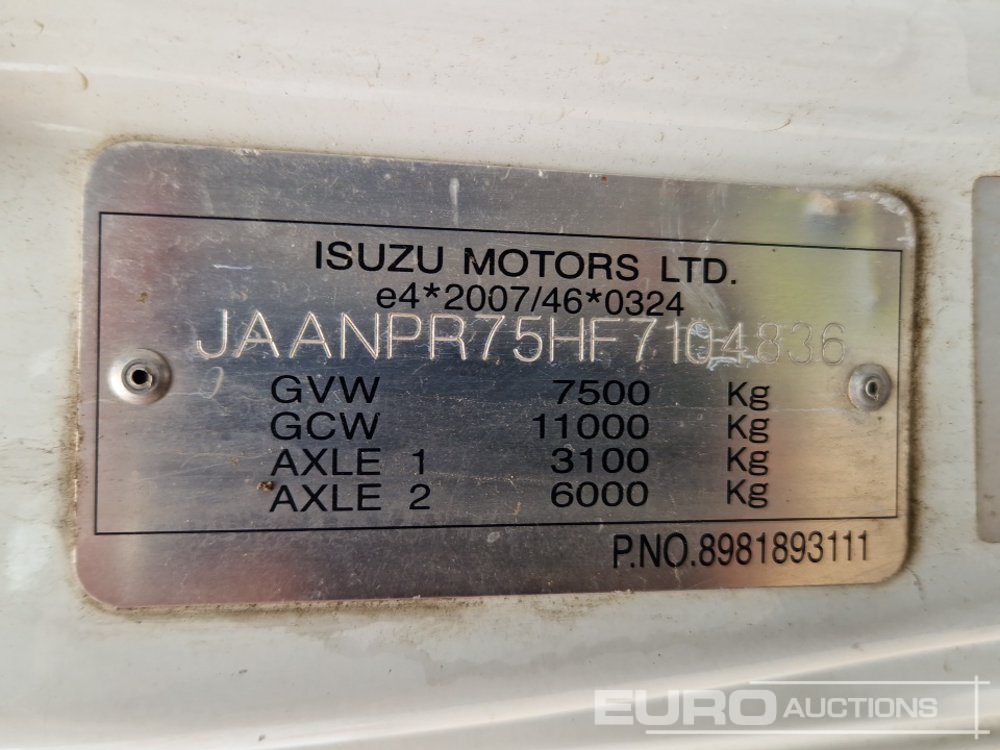 ISUZU MOTORS LTD.
e4*2007/46*0324
JAANPR75HF7104836
GVW 7500 Kg
GCW 11000 Kg
AXLE 1 3100 Kg
AXLE 2 6000 Kg
P.NO.8981893111
EURO AUCTIONS